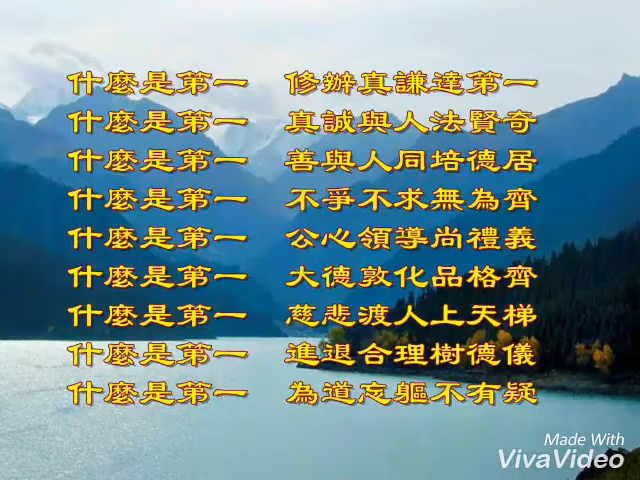 什麼是第一　修辦真謙達第一
什麼是第一　真誠與人法賢奇
什麼是第一　善與人同培德居
什麼是第一　不爭不求無為齊
什麼是第一　公心領導尚禮義
什麼是第一　大德敦化品格齊
什麼是第一　慈悲渡人上天梯
什麼是第一　進退合理樹德儀
什麼是第一　為道忘軀不有疑
Made With
VivaVideo